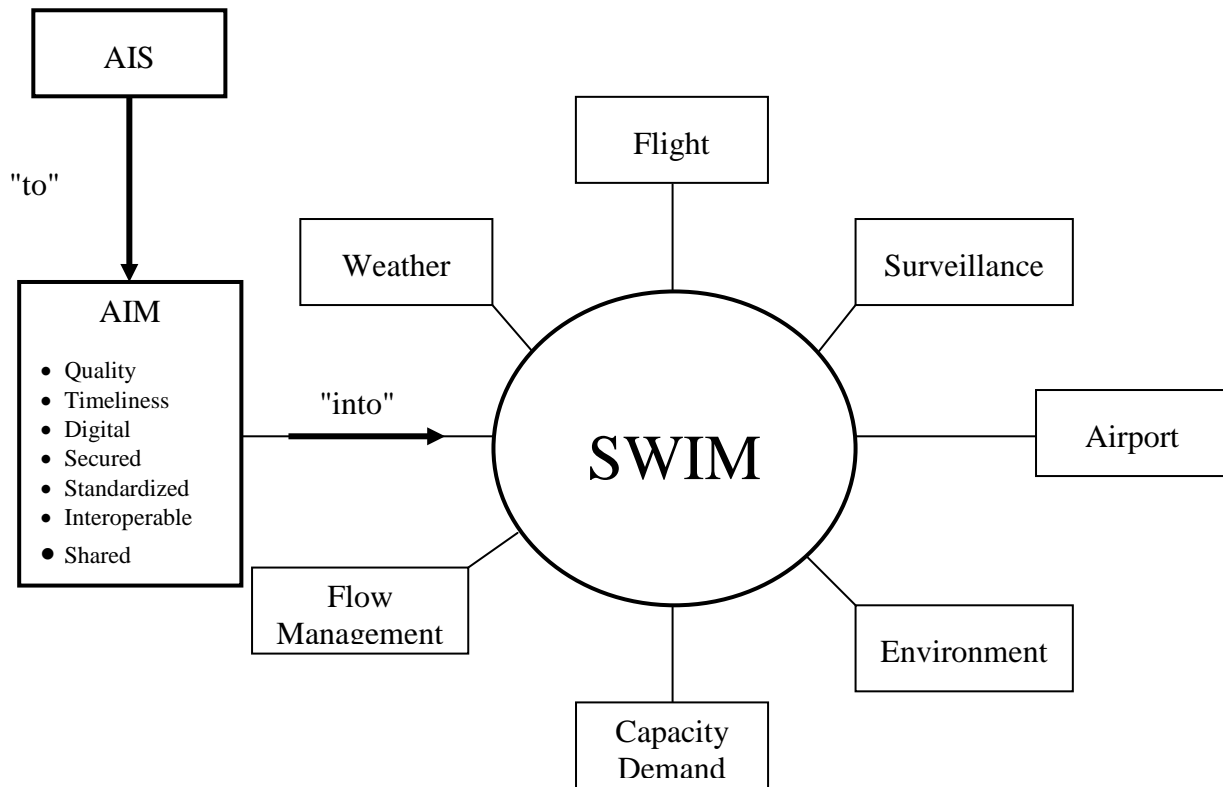 AIS
"to"
Flight
Weather
Surveillance
AIM
• Quality
• Timeliness
• Digital
• Secured
• Standardized
• Interoperable
• Shared
"into"
SWIM
Airport
Flow
Management
Environment
Capacity
Demand